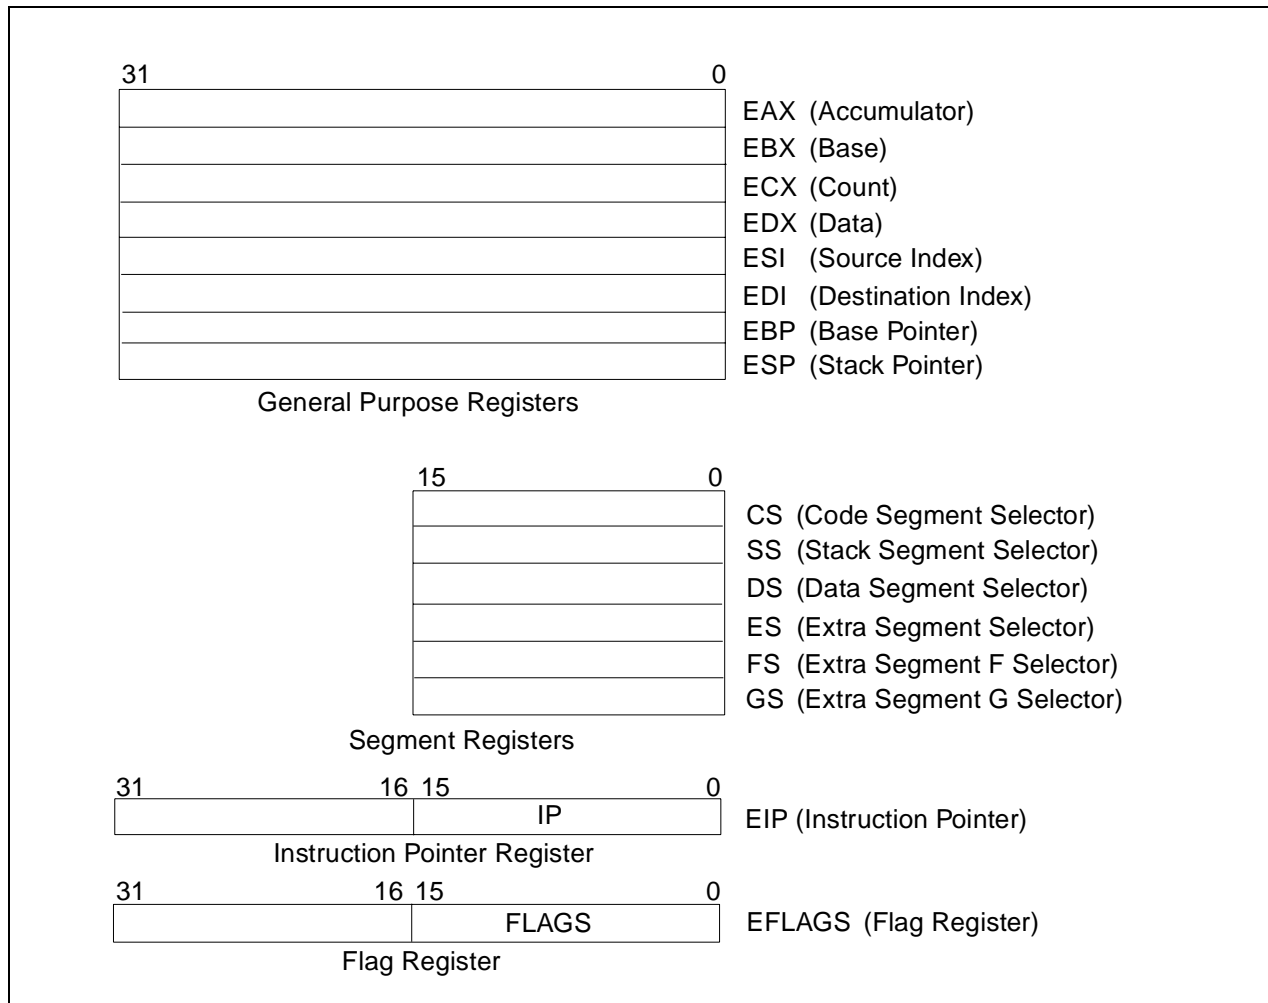 31 0
EAX (Accumulator)
EBX (Base)
ECX (Count)
EDX (Data)
ESI (Source Index)
EDI (Destination Index)
EBP (Base Pointer)
ESP (Stack Pointer)
General Purpose Registers
15 0
CS (Code Segment Selector)
SS (Stack Segment Selector)
DS (Data Segment Selector)
ES (Extra Segment Selector)
FS (Extra Segment F Selector)
GS (Extra Segment G Selector)
Segment Registers
31 16 15 0
IP EIP (Instruction Pointer)
Instruction Pointer Register
31 16 15 0
FLAGS EFLAGS (Flag Register)
Flag Register